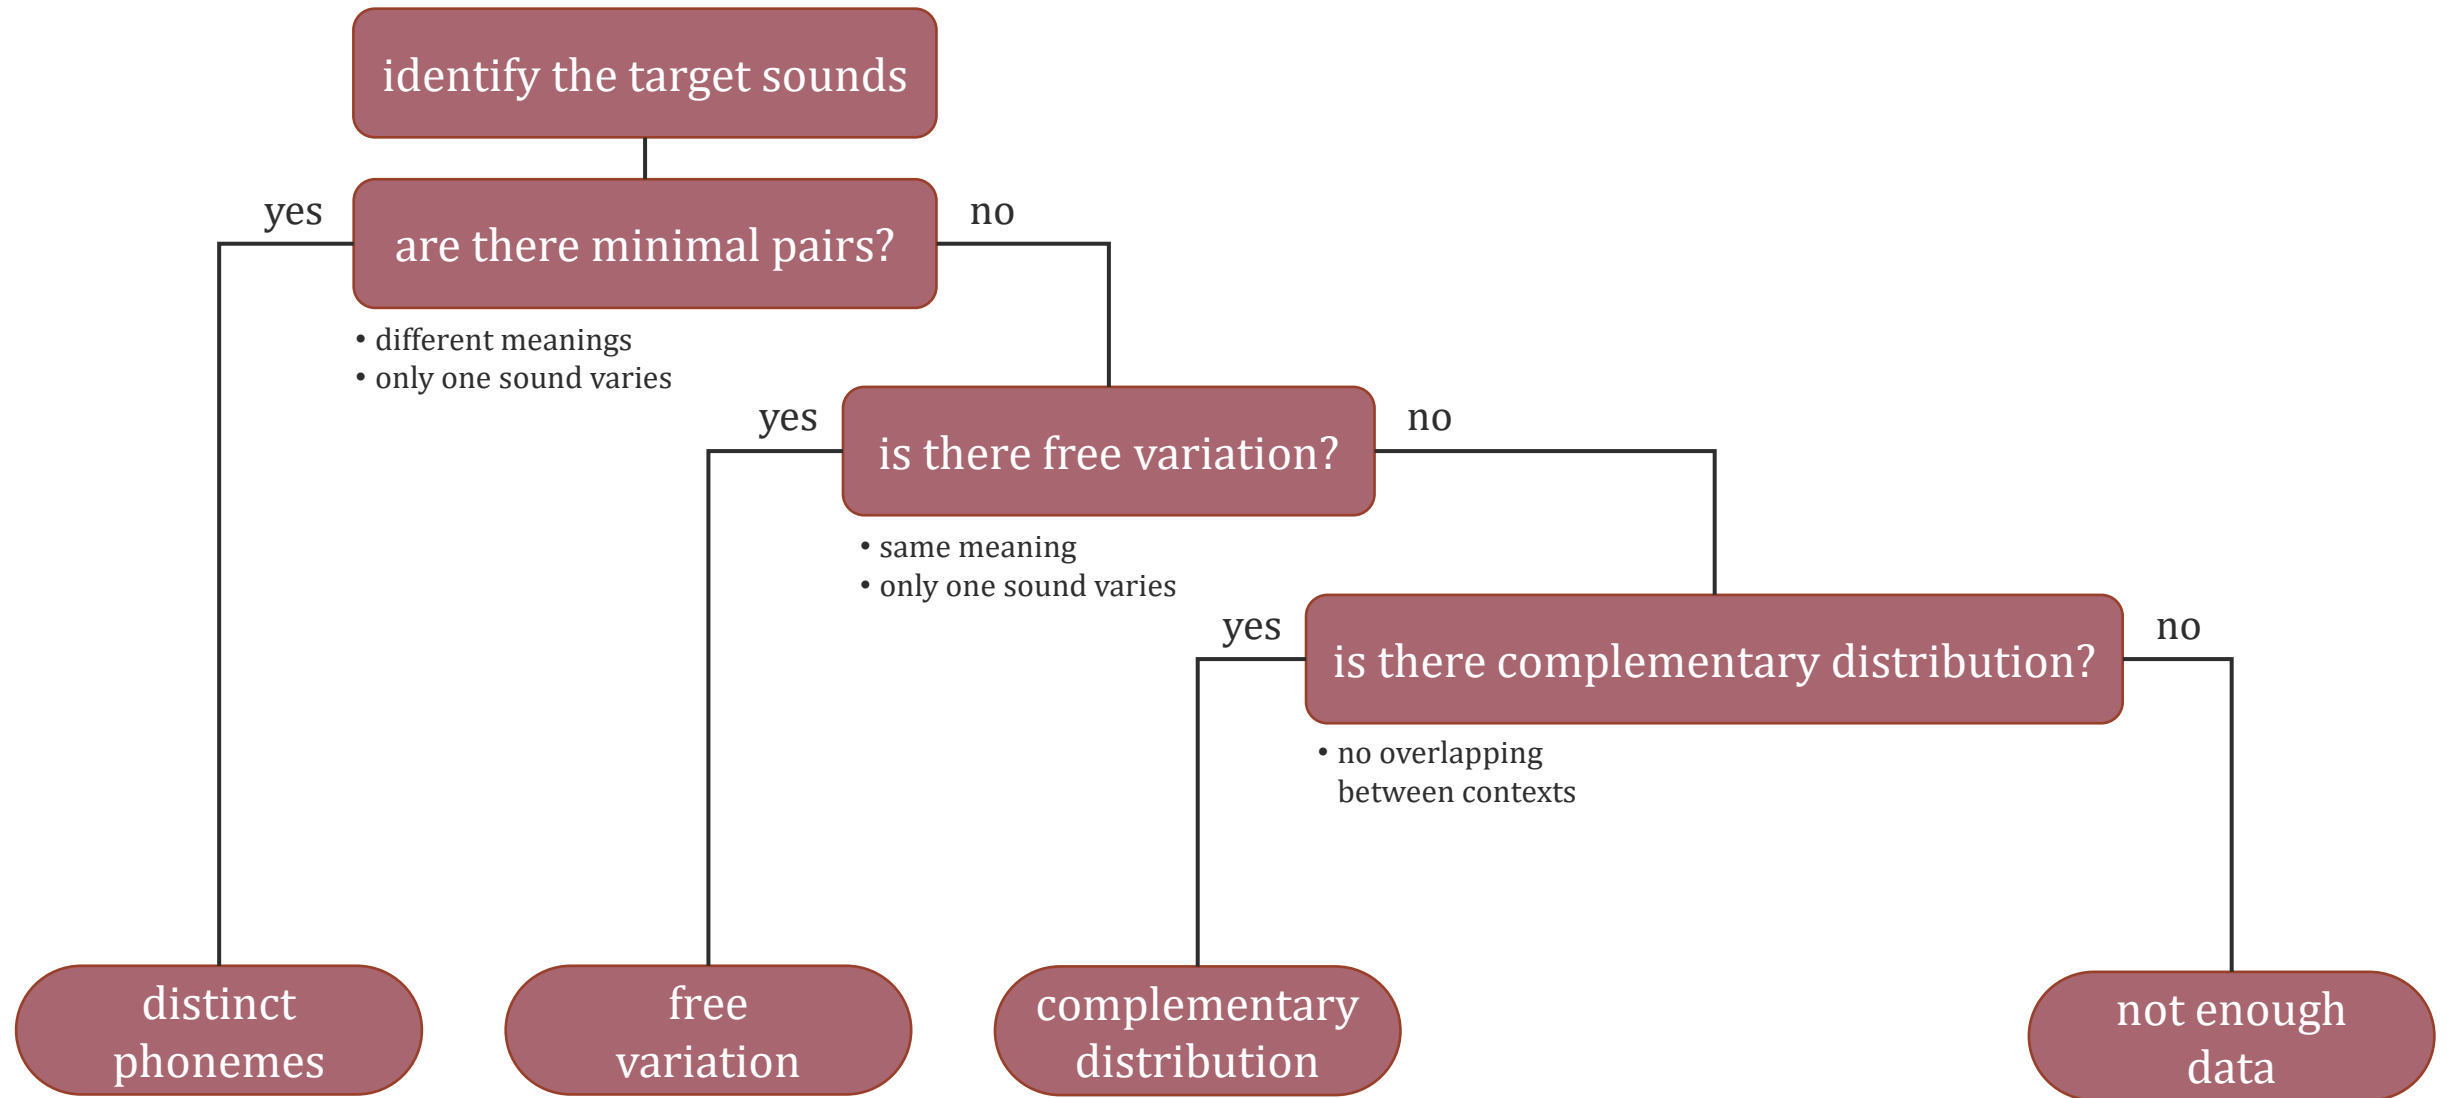 identify the target sounds
yes
are there minimal pairs?
no
• different meanings
• only one sound varies
yes
is there free variation?
no
• same meaning
• only one sound varies
yes
is there complementary distribution?
no
• no overlapping
between contexts
distinct
phonemes
free
variation
complementary
distribution
not enough
data